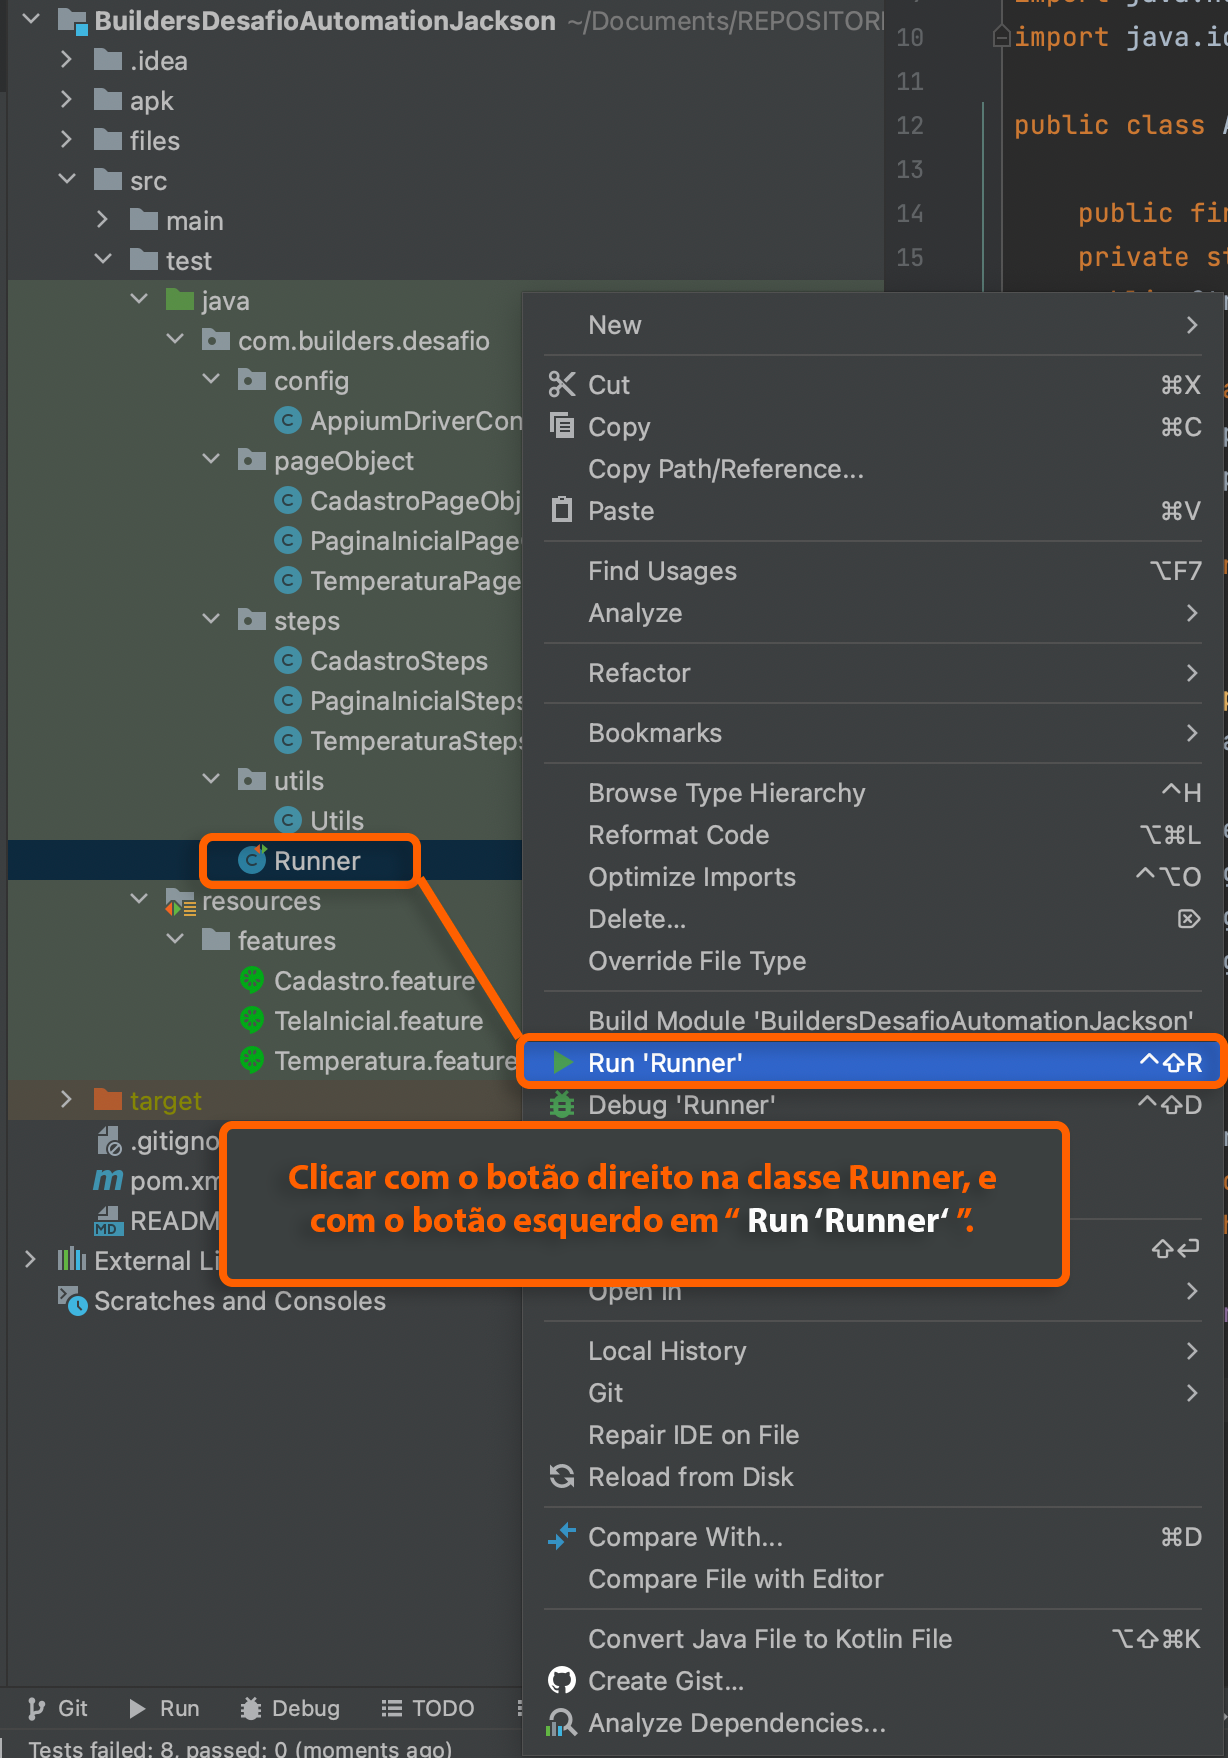 BuildersDesafioAutomationJackson ~/Documents/REPOSITORI
.idea
apk
files
src
main
test
java
com.builders.desafio
config
AppiumDriverCon
pageObject
CadastroPageObj
PaginaInicialPage
TemperaturaPage
steps
CadastroSteps
PaginaInicialSteps
TemperaturaSteps
utils
Utils
Runner
resources
features
Cadastro.feature
TelaInicial.feature
Temperatura.feature
target
.gitigno
pom.xm
READM
External Li
Scratches and Consoles
10 import java.io
11
12 public class
13
14 public fin
15 private st
New
Cut ⌘X
Copy ⌘C
Copy Path/Reference...
Paste ⌘V
Find Usages ⌥F7
Analyze
Refactor
Bookmarks
Browse Type Hierarchy ^H
Reformat Code ⌥⌘L
Optimize Imports ^⌥O
Delete... ⌦
Override File Type
Build Module 'BuildersDesafioAutomationJackson'
Run 'Runner' ^⇧R
Debug 'Runner' ^⇧D
Clicar com o botão direito na classe Runner, e
com o botão esquerdo em “ Run ‘Runner‘ ”.
⇧↩
Open In
Local History
Git
Repair IDE on File
Reload from Disk
Compare With... ⌘D
Compare File with Editor
Convert Java File to Kotlin File ⌥⇧⌘K
Create Gist...
Analyze Dependencies...
Git Run Debug TODO
Tests failed: 8, passed: 0 (moments ago)